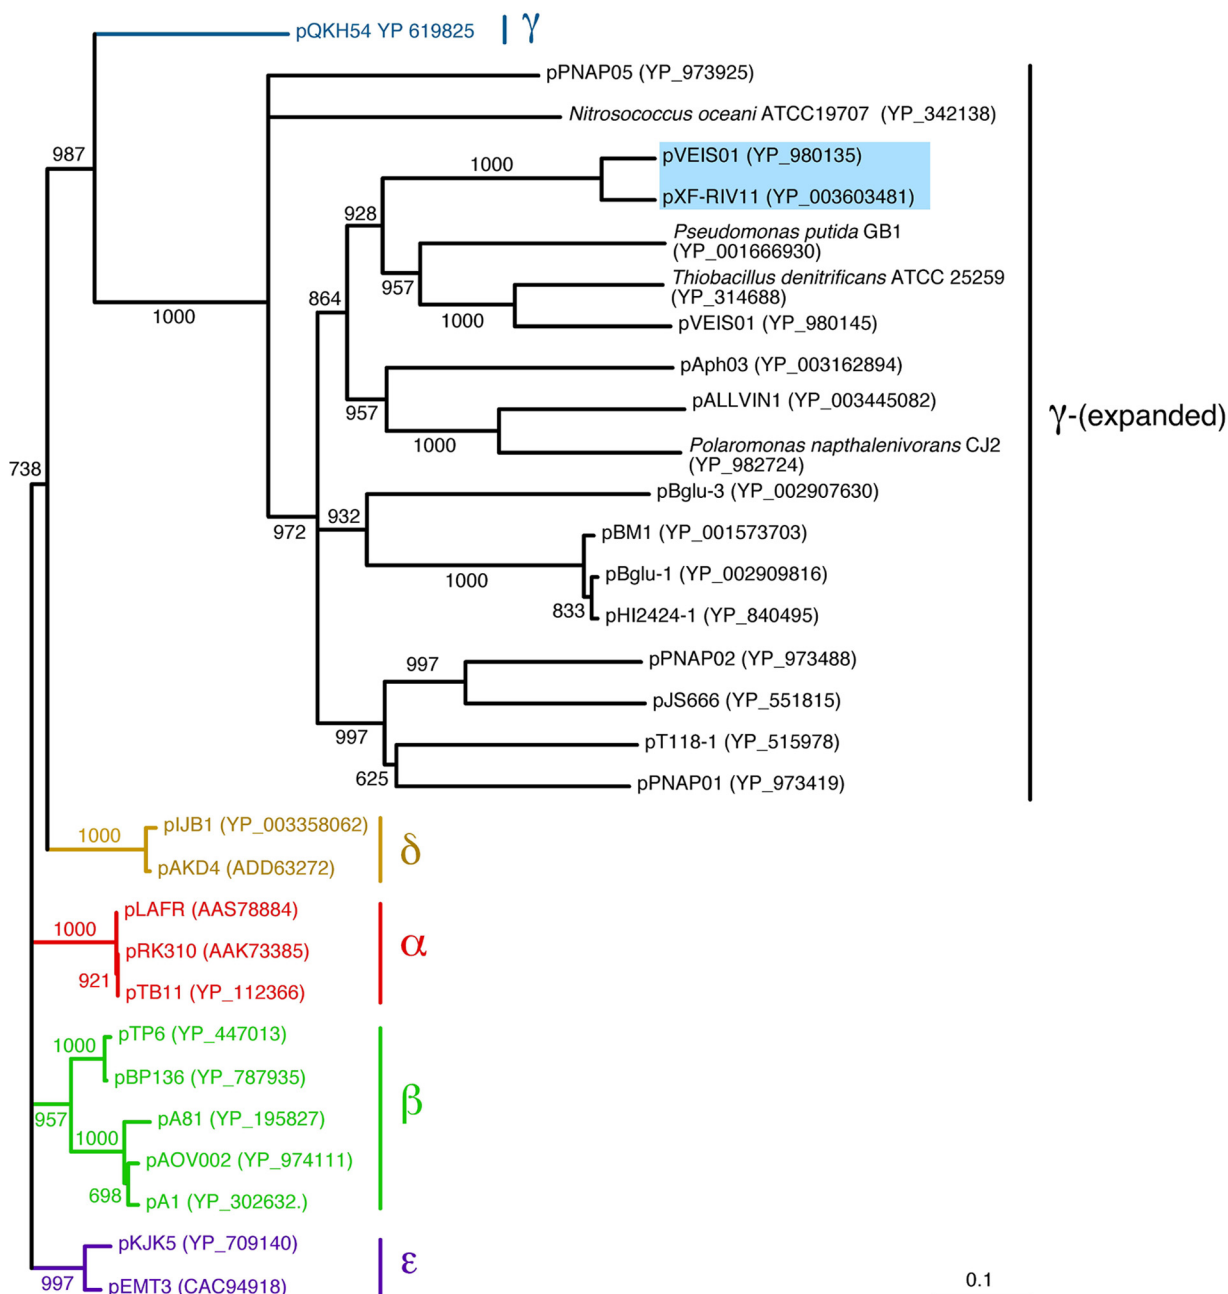 pQKH54 YP 619825
γ
pPNAP05 (YP_973925)
Nitrosococcus oceani ATCC19707 (YP_342138)
987
1000
pVEIS01 (YP_980135)
pXF-RIV11 (YP_003603481)
928
Pseudomonas putida GB1
(YP_001666930)
957
Thiobacillus denitrificans ATCC 25259
(YP_314688)
864
1000
1000
pVEIS01 (YP_980145)
pAph03 (YP_003162894)
957
pALLVIN1 (YP_003445082)
γ-(expanded)
1000
Polaromonas napthalenivorans CJ2
(YP_982724)
738
pBglu-3 (YP_002907630)
972
932
pBM1 (YP_001573703)
1000
pBglu-1 (YP_002909816)
833
pHI2424-1 (YP_840495)
997
pPNAP02 (YP_973488)
pJS666 (YP_551815)
997
pT118-1 (YP_515978)
625
pPNAP01 (YP_973419)
1000
pIJB1 (YP_003358062)
δ
pAKD4 (ADD63272)
pLAFR (AAS78884)
1000
pRK310 (AAK73385)
α
921
pTB11 (YP_112366)
pTP6 (YP_447013)
1000
pBP136 (YP_787935)
β
957
pA81 (YP_195827)
1000
pAOV002 (YP_974111)
698
pA1 (YP_302632.)
pKJK5 (YP_709140)
ε
997
pEMT3 (CAC94918)
0.1